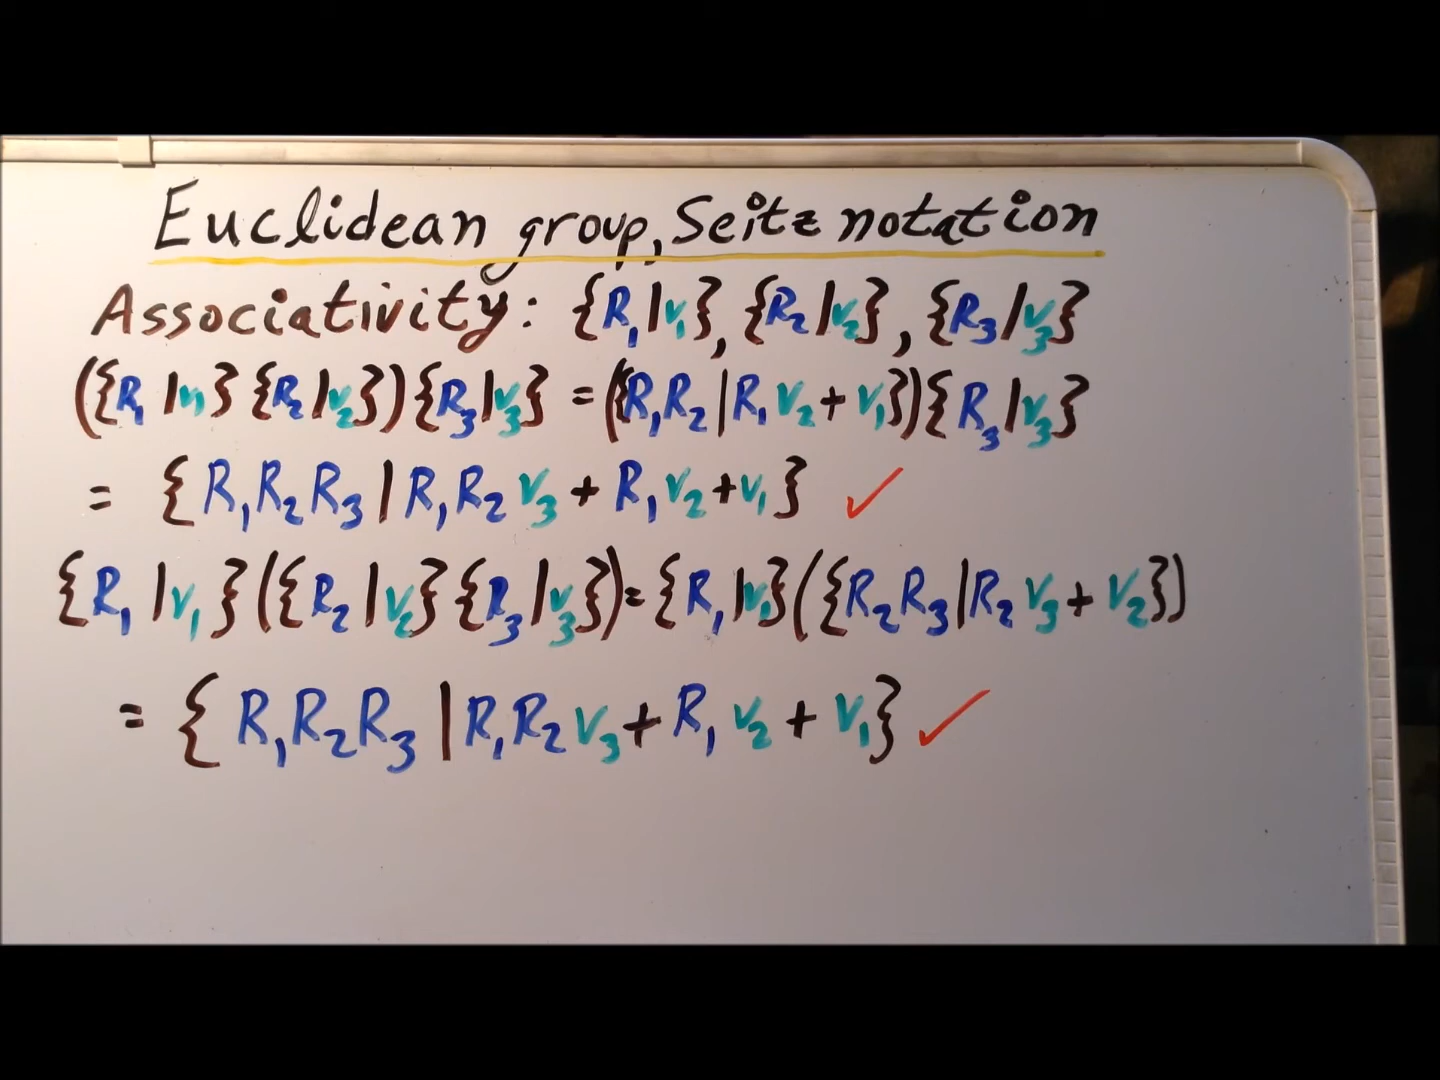 Euclidean group, Seitz notation
Associativity: {R₁|v₁}, {R₂|v₂}, {R₃|v₃}
({R₁|v₁}{R₂|v₂}){R₃|v₃} = ({R₁R₂|R₁v₂+v₁}){R₃|v₃}
= {R₁R₂R₃|R₁R₂v₃+R₁v₂+v₁} ✓
{R₁|v₁}({R₂|v₂}{R₃|v₃}) = {R₁|v₁}({R₂R₃|R₂v₃+v₂})
= {R₁R₂R₃|R₁R₂v₃+R₁v₂+v₁} ✓